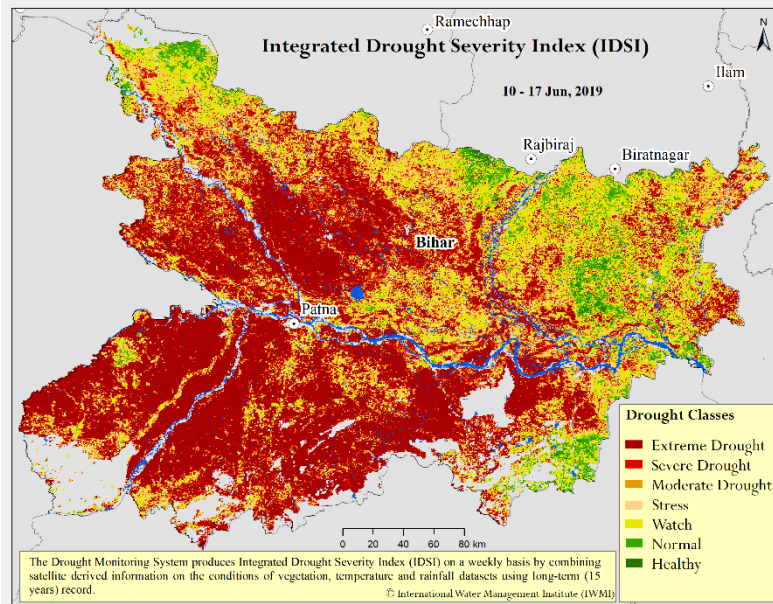 Ramechhap
Integrated Drought Severity Index (IDSI)
N
Ilam
10 - 17 Jun, 2019
Rajbiraj
Biratnagar
Bihar
Patna
Drought Classes
Extreme Drought
Severe Drought
Moderate Drought
Stress
Watch
Normal
Healthy
0 20 40 80 km
The Drought Monitoring System produces Integrated Drought Severity Index (IDSI) on a weekly basis by combining
satellite derived information on the conditions of vegetation, temperature and rainfall datasets using long-term (15
years) record.
© International Water Management Institute (IWMI)